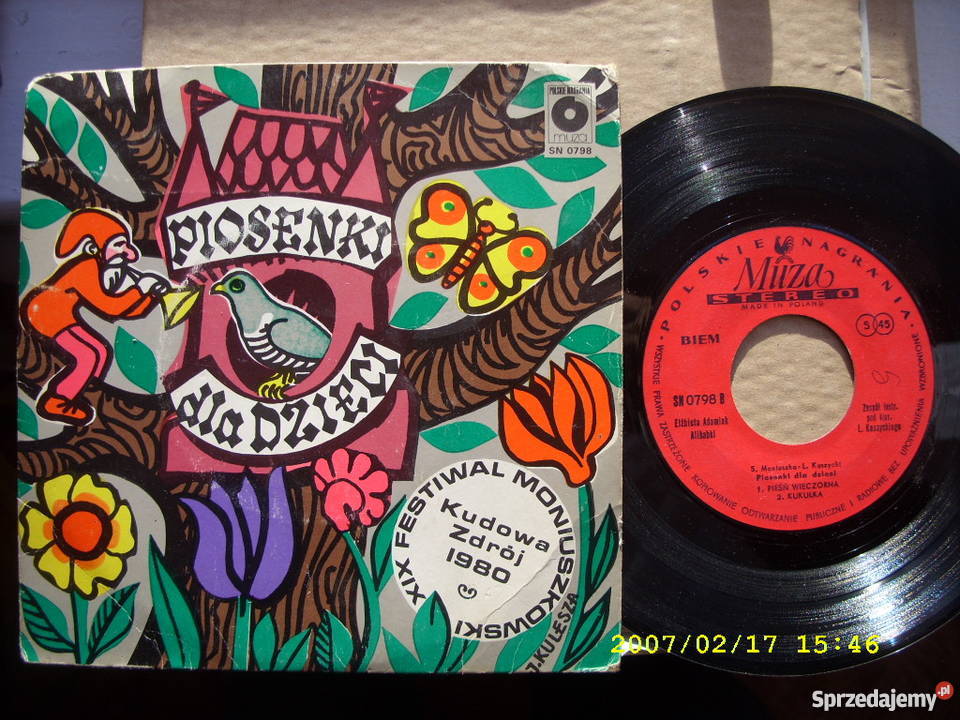 POLSKIE NAGRANIA
muza
SN 0798
PIOSENKI
dla DZIECI
XIX FESTIWAL MONIUSZKOWSKI
Kudowa
Zdrój
1980
J.KULESZA
POLSKIE NAGRANIA
Muza
STEREO
MADE IN POLAND
BIEM
S 45
SN 0798 B
Elżbieta Adamiak
Alibabki
Zespół instr.
pod kier.
L. Kaszyckiego
S. Moniuszko-L. Kaszycki
Piosenki dla dzieci
1. PIEŚŃ WIECZORNA
2. KUKUŁKA
WSZYSTKIE PRAWA ZASTRZEŻONE KOPIOWANIE ODTWARZANIE PUBLICZNE I RADIOWE BEZ UPOWAŻNIENIA WZBRONIONE
2007/02/17 15:46
Sprzedajemy.pl